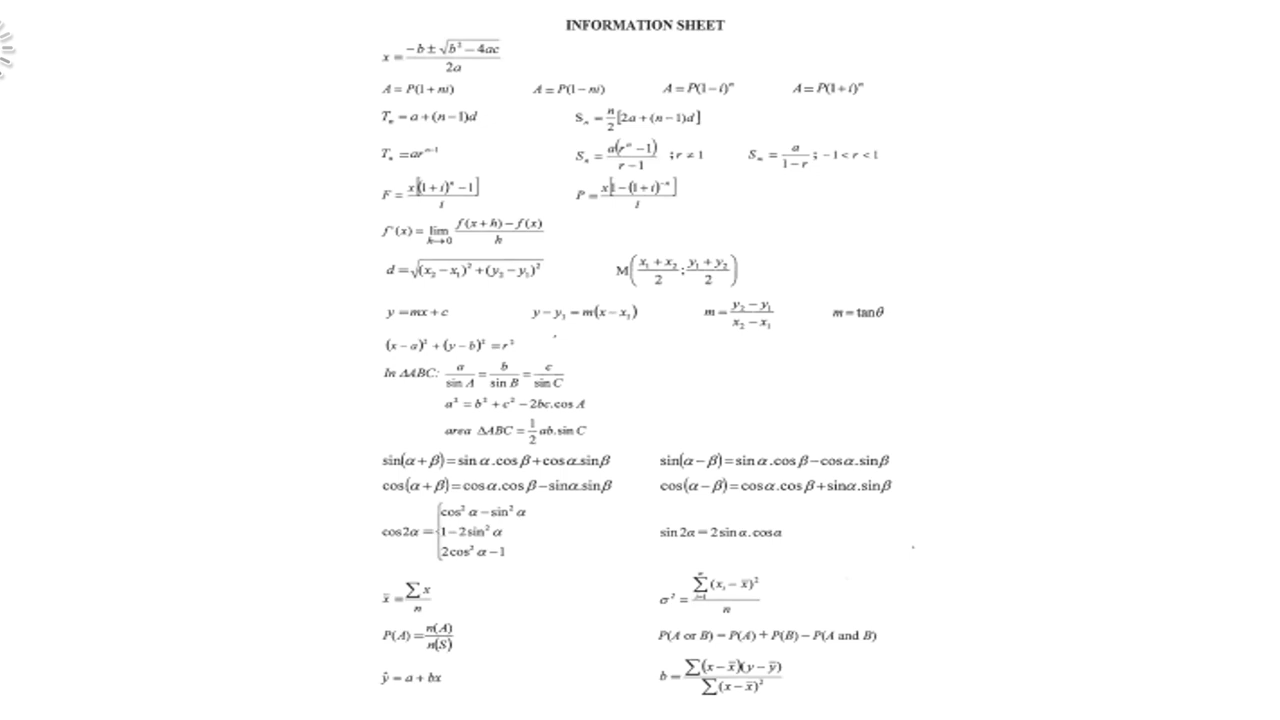 INFORMATION SHEET
x = (-b ± √(b² - 4ac)) / 2a
A = P(1 + ni) A = P(1 - ni) A = P(1 - i)ⁿ A = P(1 + i)ⁿ
Tₙ = a + (n - 1)d Sₙ = n/2 [2a + (n - 1)d]
Tₙ = arⁿ⁻¹ Sₙ = a(rⁿ - 1) / (r - 1) ; r ≠ 1 S∞ = a / (1 - r) ; -1 < r < 1
F = x[(1 + i)ⁿ - 1] / i P = x[1 - (1 + i)⁻ⁿ] / i
f'(x) = lim h→0 (f(x + h) - f(x)) / h
d = √((x₂ - x₁)² + (y₂ - y₁)²) M((x₁ + x₂)/2 ; (y₁ + y₂)/2)
y = mx + c y - y₁ = m(x - x₁) m = (y₂ - y₁) / (x₂ - x₁) m = tanθ
(x - a)² + (y - b)² = r²
In ΔABC: a / sin A = b / sin B = c / sin C
a² = b² + c² - 2bc.cos A
area ΔABC = 1/2 ab.sin C
sin(α + β) = sin α.cos β + cos α.sin β sin(α - β) = sin α.cos β - cos α.sin β
cos(α + β) = cos α.cos β - sin α.sin β cos(α - β) = cos α.cos β + sin α.sin β
cos 2α = { cos² α - sin² α
1 - 2sin² α sin 2α = 2sin α.cos α
2cos² α - 1
x̄ = ∑x / n σ² = ∑ᵢ₌₁ⁿ (xᵢ - x̄)² / n
P(A) = n(A) / n(S) P(A or B) = P(A) + P(B) - P(A and B)
ŷ = a + bx b = ∑(x - x̄)(y - ȳ) / ∑(x - x̄)²